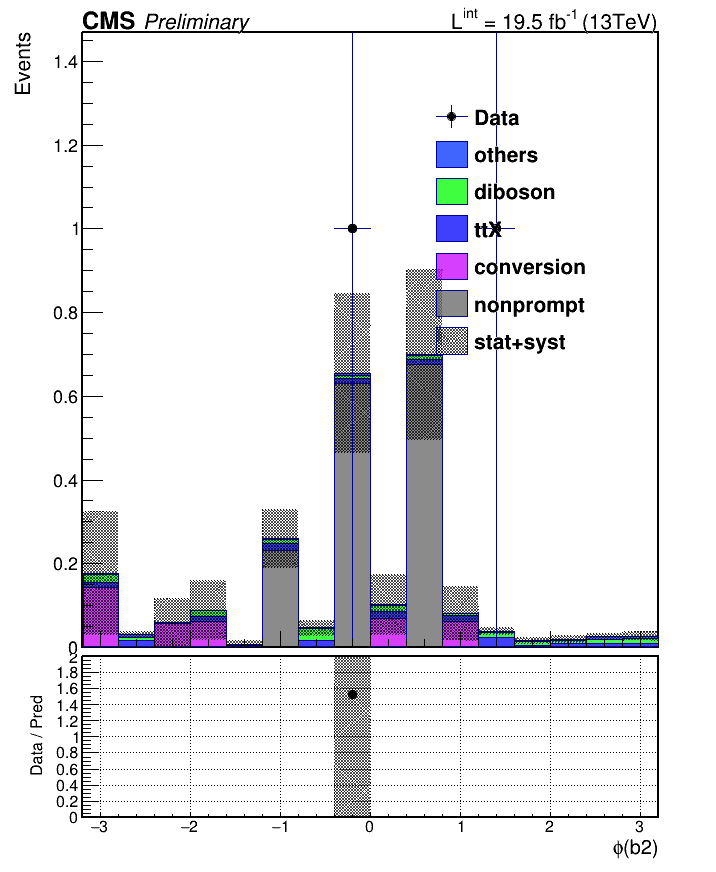 CMS Preliminary L^int = 19.5 fb^-1 (13TeV)
Events
1.4
1.2
1
0.8
0.6
0.4
0.2
0
Data
others
diboson
ttX
conversion
nonprompt
stat+syst
Data / Pred
2
1.8
1.6
1.4
1.2
1
0.8
0.6
0.4
0.2
0
−3 −2 −1 0 1 2 3
ϕ(b2)